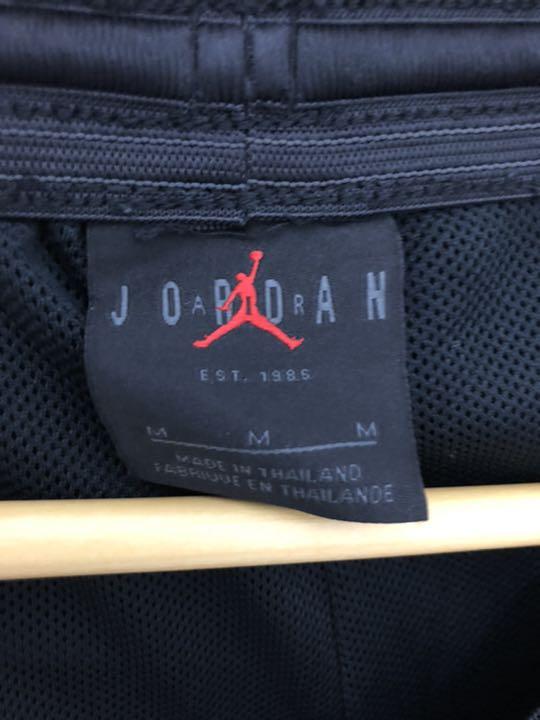 JORDAN
AIR
EST. 1985
M M M
MADE IN THAILAND
FABRIQUE EN THAILANDE